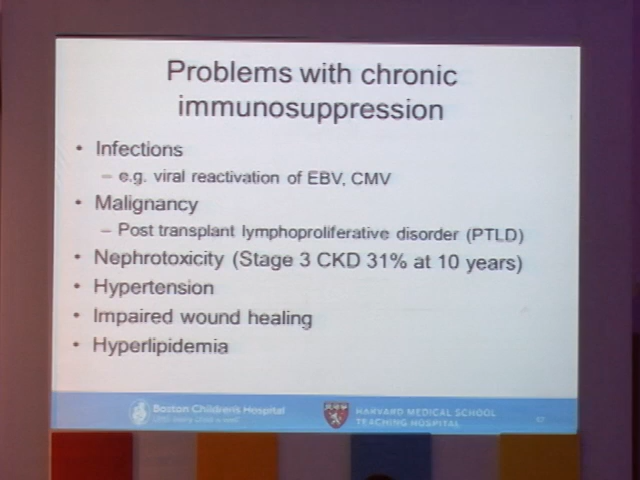 Problems with chronic
immunosuppression
• Infections
– e.g. viral reactivation of EBV, CMV
• Malignancy
– Post transplant lymphoproliferative disorder (PTLD)
• Nephrotoxicity (Stage 3 CKD 31% at 10 years)
• Hypertension
• Impaired wound healing
• Hyperlipidemia
Boston Children's Hospital
HARVARD MEDICAL SCHOOL
TEACHING HOSPITAL